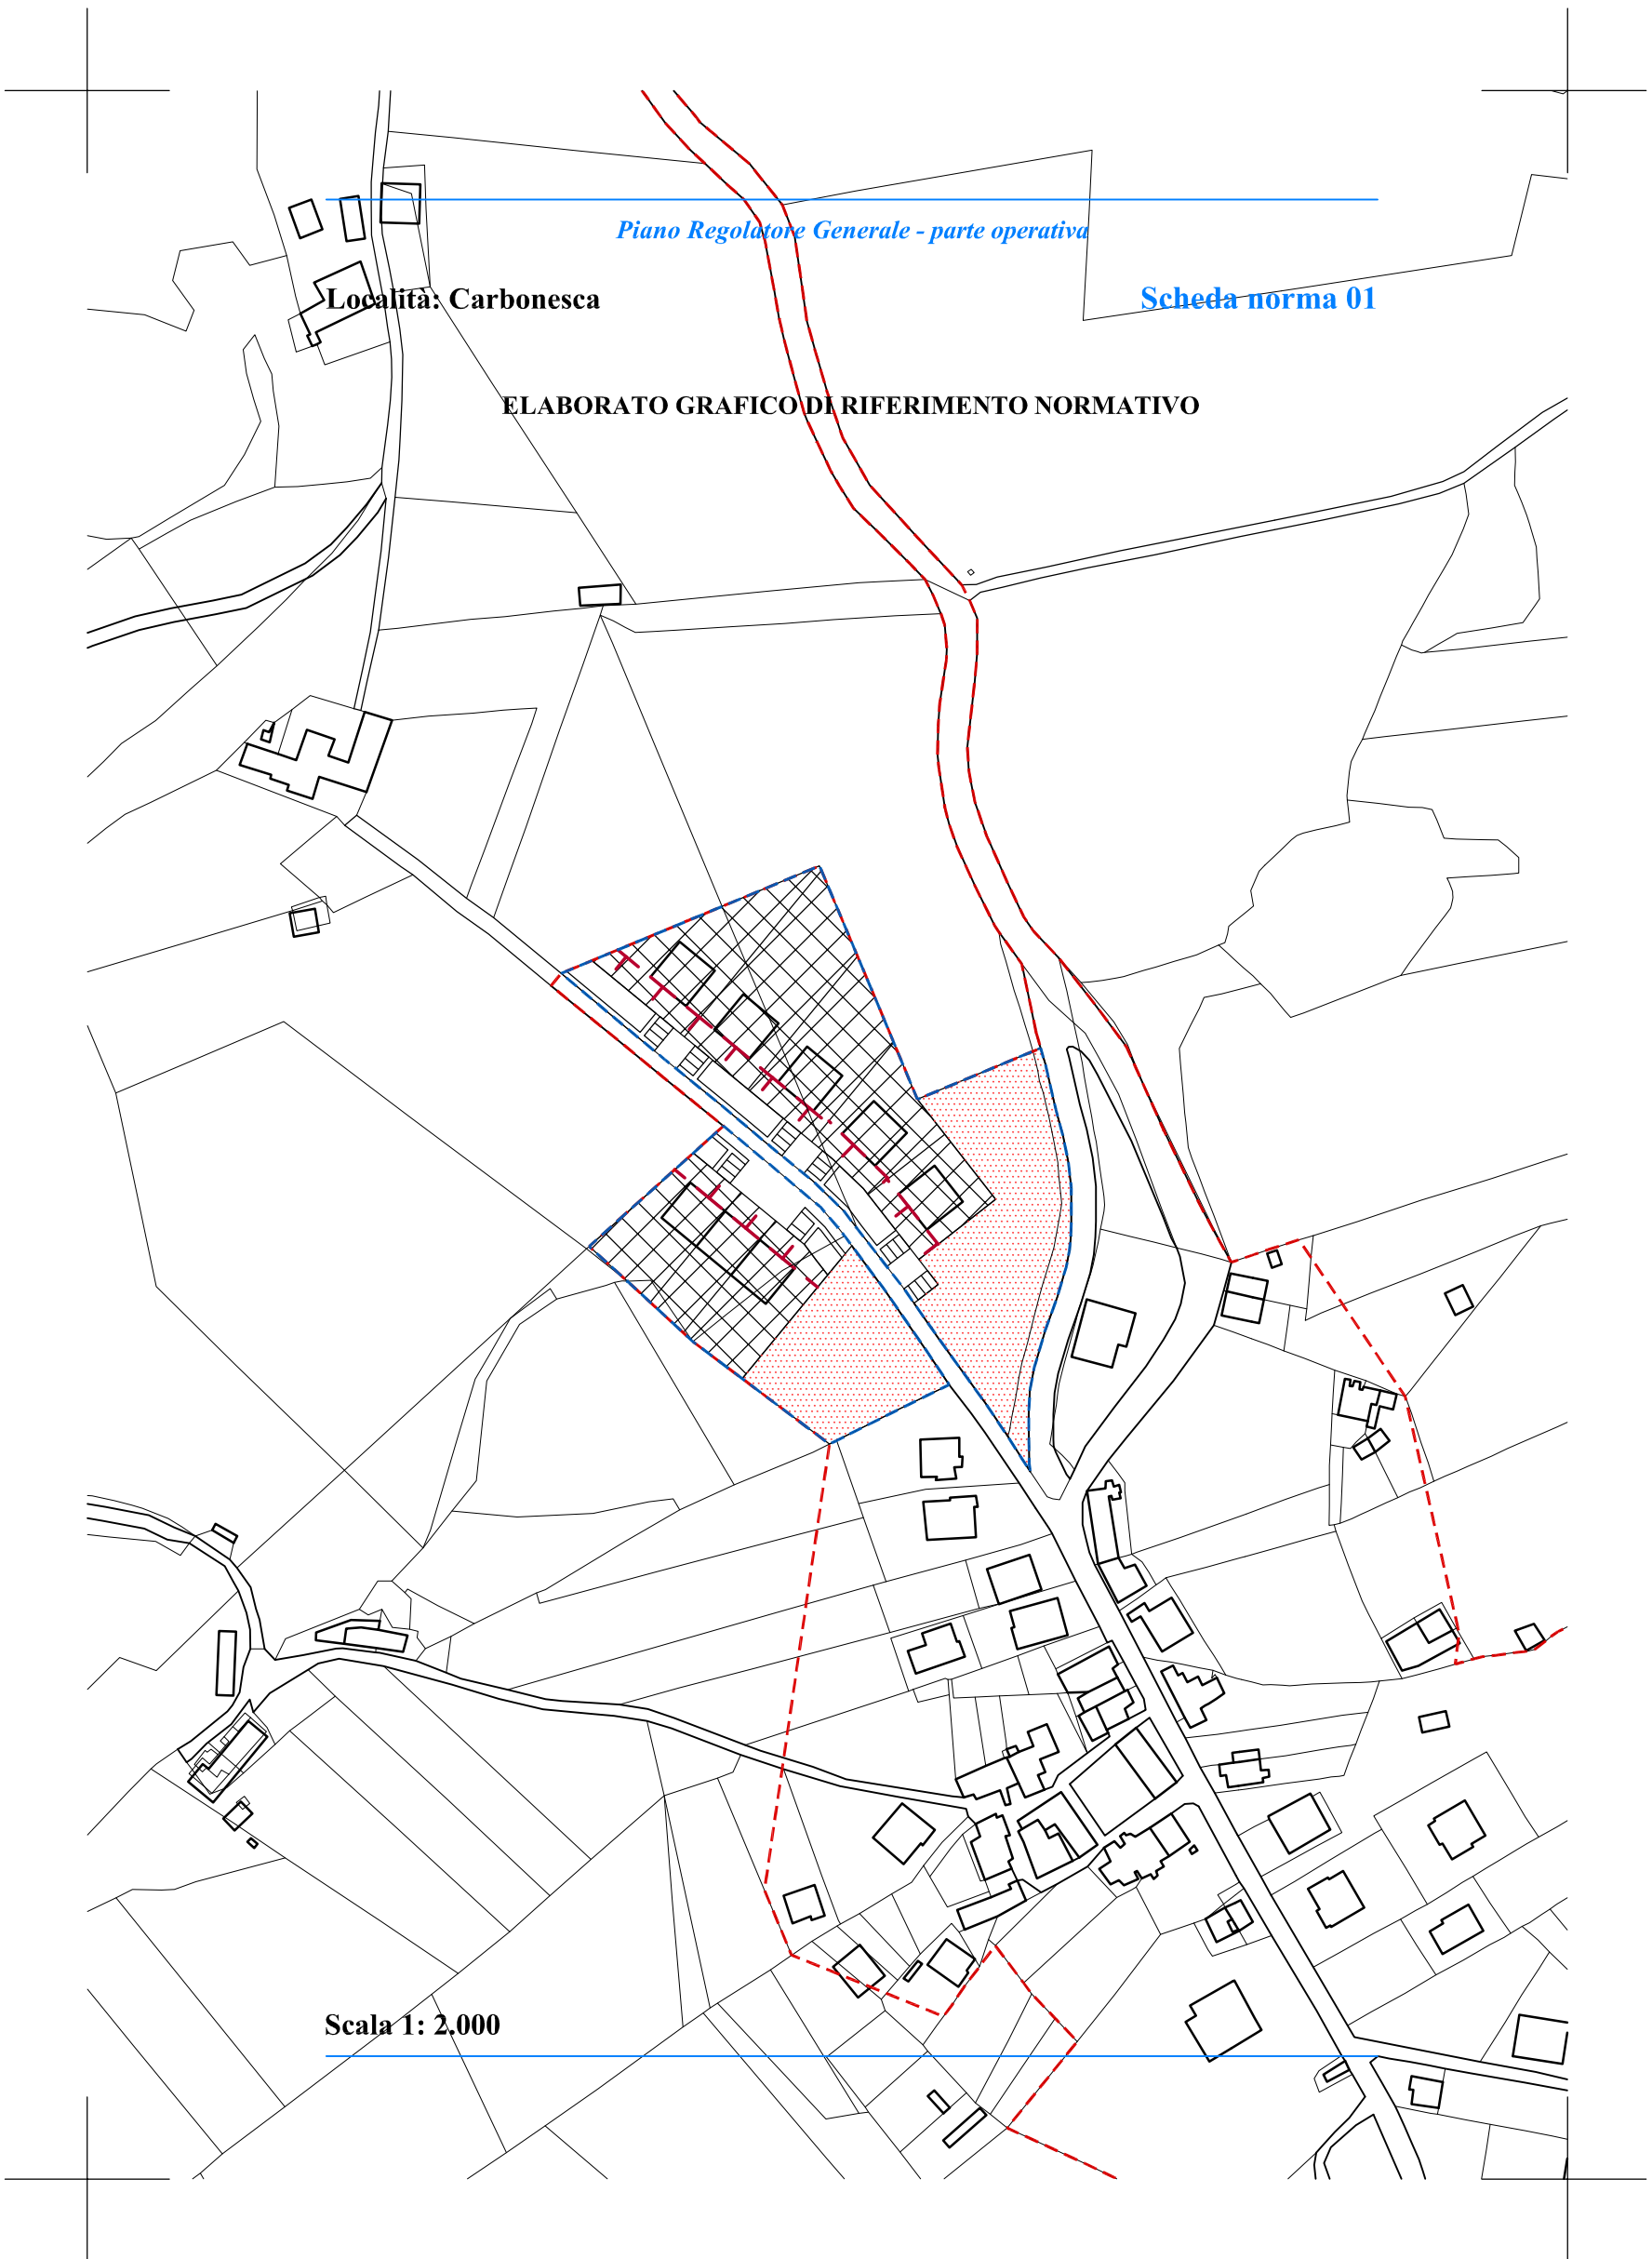 Piano Regolatore Generale - parte operativa
Località: Carbonesca
Scheda norma 01
ELABORATO GRAFICO DI RIFERIMENTO NORMATIVO
Scala 1: 2.000